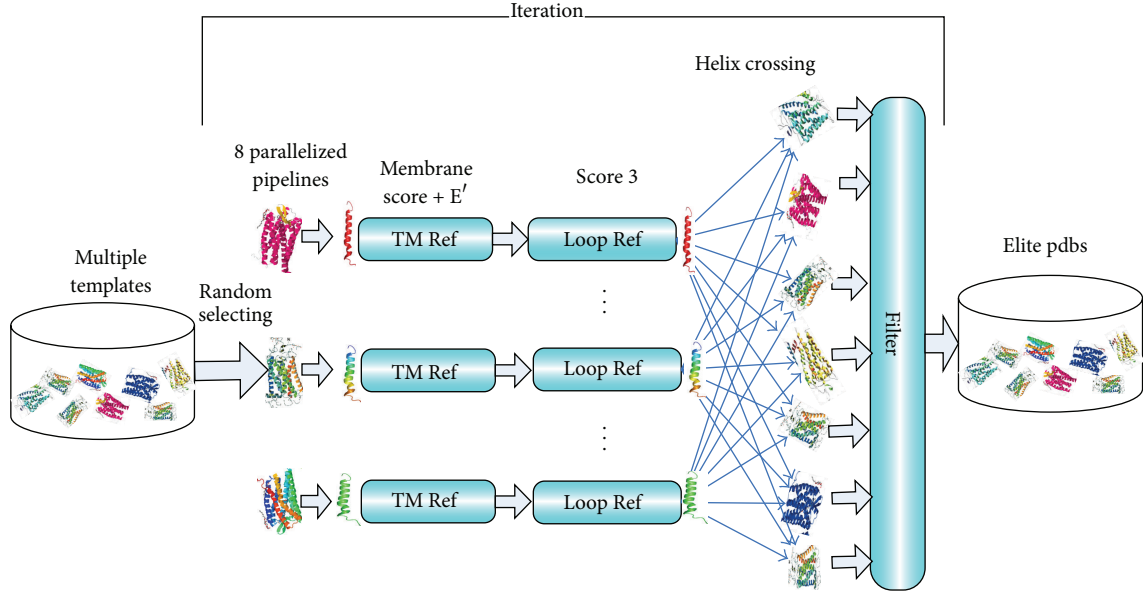 Iteration
Helix crossing
8 parallelized
pipelines
Membrane
score + E′
Score 3
TM Ref
Loop Ref
Multiple
templates
Random
selecting
⋮
TM Ref
Loop Ref
⋮
TM Ref
Loop Ref
Filter
Elite pdbs